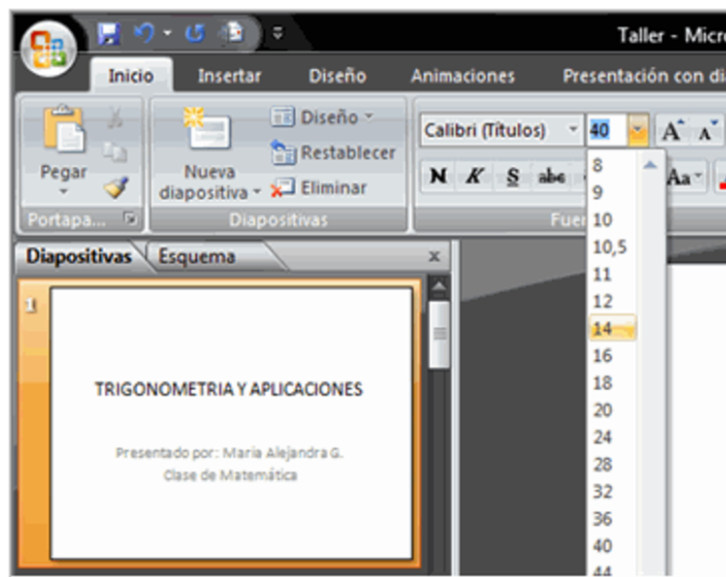 Taller - Micr
Inicio Insertar Diseño Animaciones Presentación con di
Pegar
Portapa...
Nueva
diapositiva
Diseño
Restablecer
Eliminar
Diapositivas
Calibri (Títulos) 40 A A
N K S abc Aa
Fuen
8
9
10
10,5
11
12
14
16
18
20
24
28
32
36
40
44
Diapositivas Esquema x
1
TRIGONOMETRIA Y APLICACIONES
Presentado por: Maria Alejandra G.
Clase de Matemática